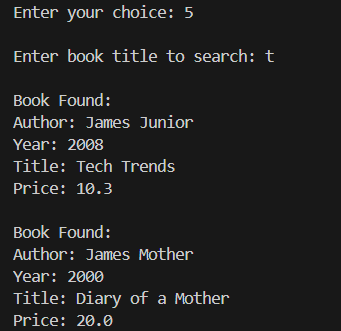 Enter your choice: 5
Enter book title to search: t
Book Found:
Author: James Junior
Year: 2008
Title: Tech Trends
Price: 10.3
Book Found:
Author: James Mother
Year: 2000
Title: Diary of a Mother
Price: 20.0